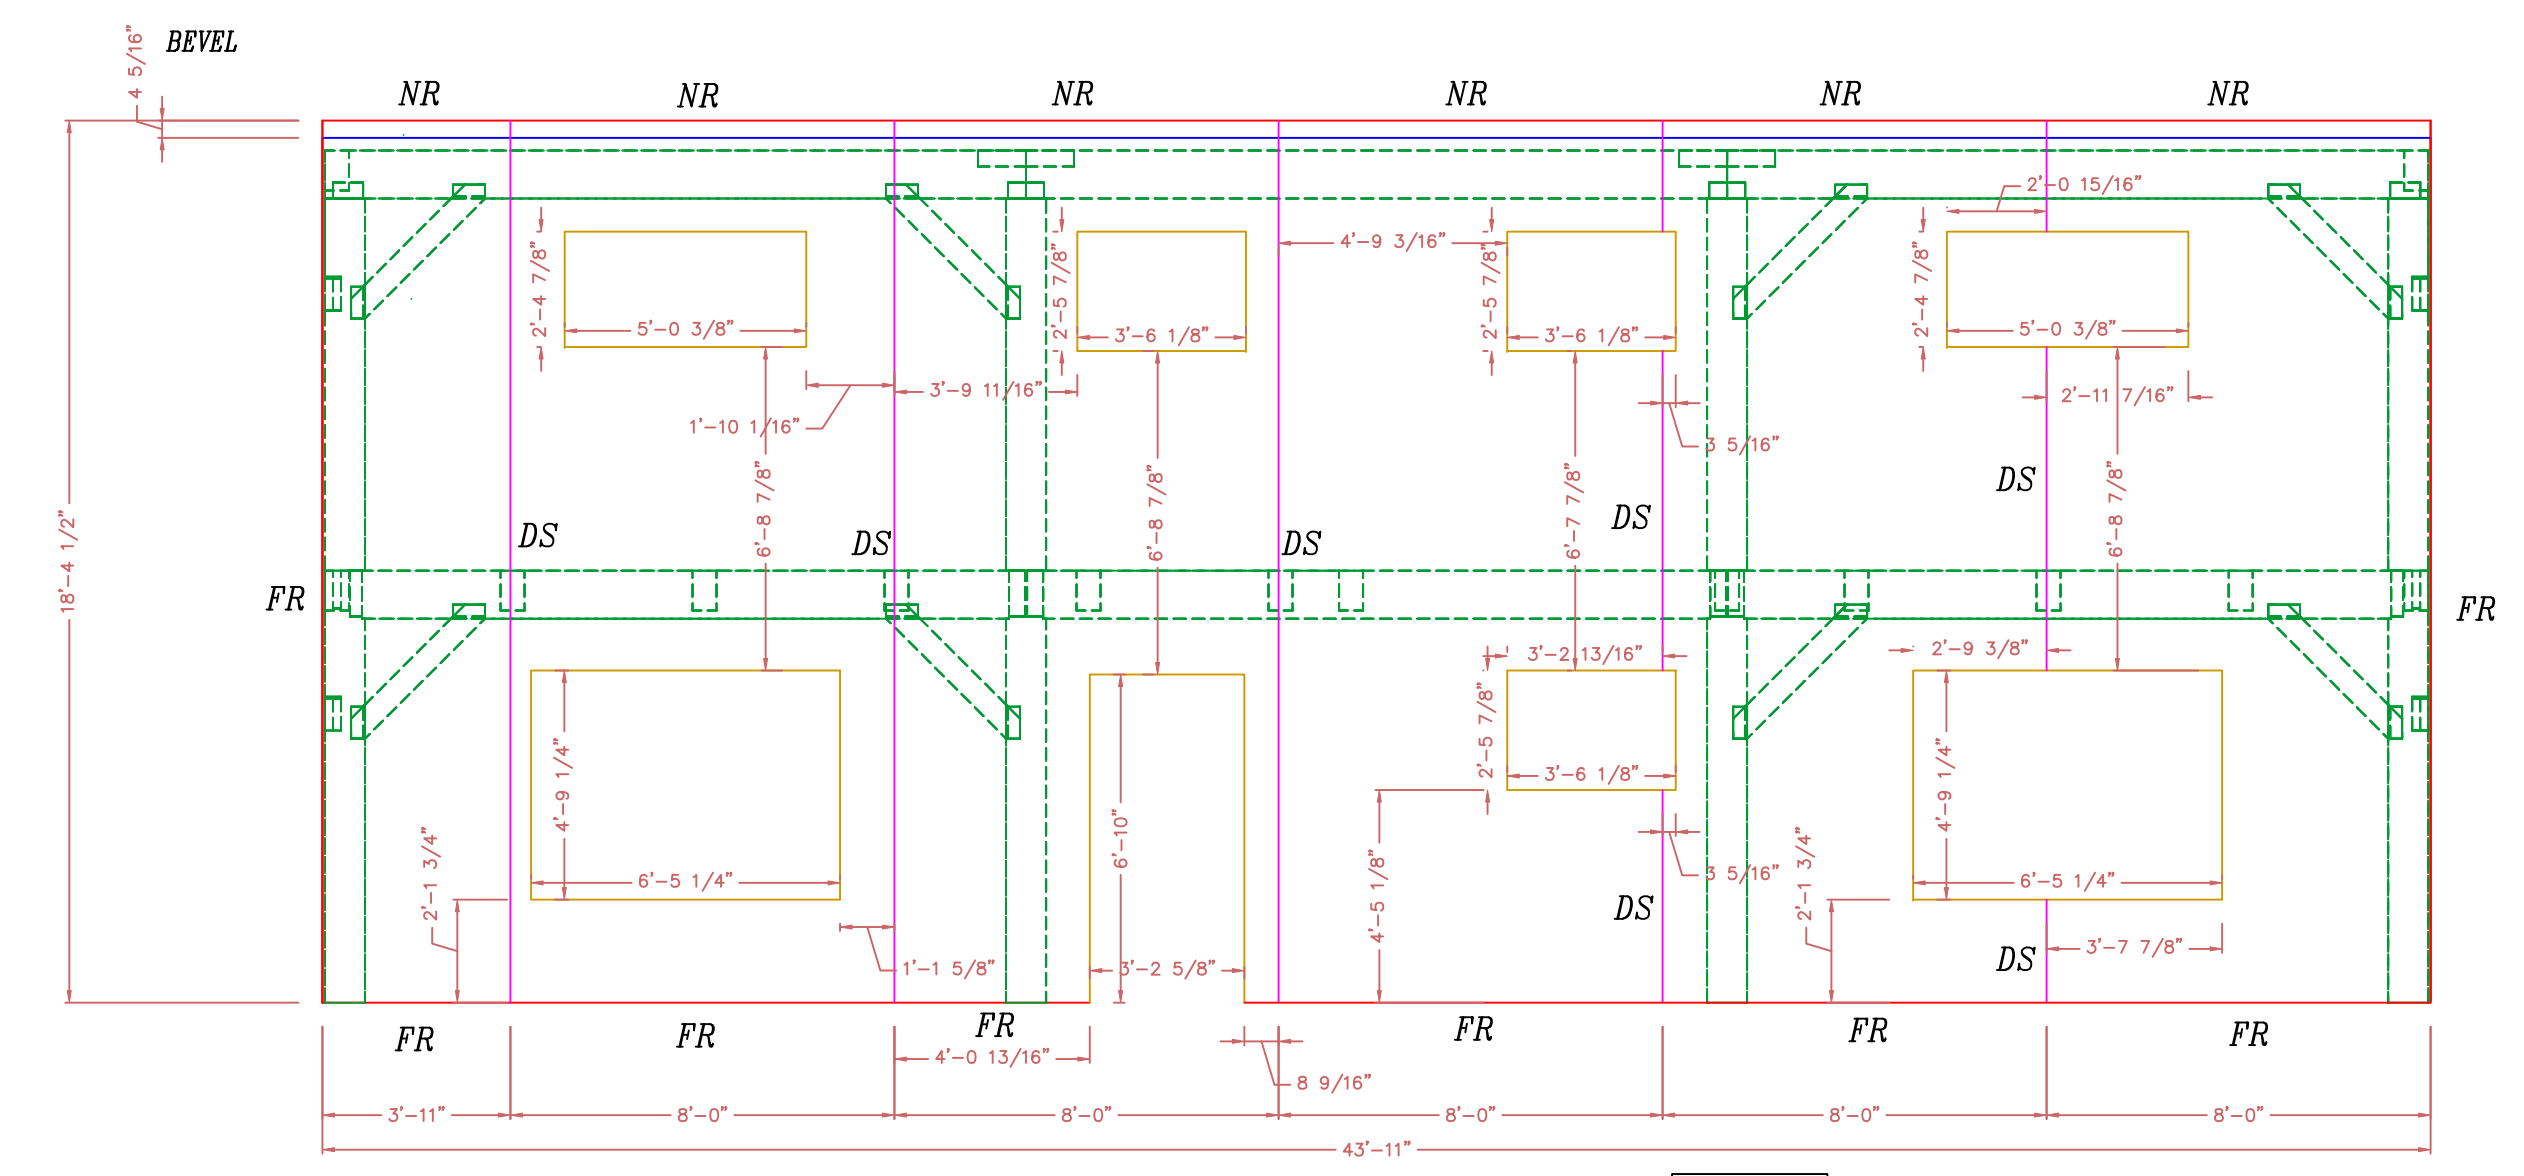 4 5/16"
BEVEL
NR
NR
NR
NR
NR
NR
2'-0 15/16"
4'-9 3/16"
2'-4 7/8"
2'-5 7/8"
2'-5 7/8"
2'-4 7/8"
5'-0 3/8"
3'-6 1/8"
3'-6 1/8"
5'-0 3/8"
3'-9 11/16"
2'-11 7/16"
1'-10 1/16"
3 5/16"
DS
6'-8 7/8"
6'-8 7/8"
6'-7 7/8"
6'-8 7/8"
DS
18'-4 1/2"
DS
DS
DS
FR
FR
3'-2 13/16"
2'-9 3/8"
2'-5 7/8"
4'-9 1/4"
4'-9 1/4"
3'-6 1/8"
6'-10"
2'-1 3/4"
2'-1 3/4"
6'-5 1/4"
3 5/16"
6'-5 1/4"
4'-5 1/8"
DS
3'-7 7/8"
DS
1'-1 5/8"
3'-2 5/8"
FR
FR
FR
FR
FR
FR
4'-0 13/16"
8 9/16"
3'-11"
8'-0"
8'-0"
8'-0"
8'-0"
8'-0"
43'-11"